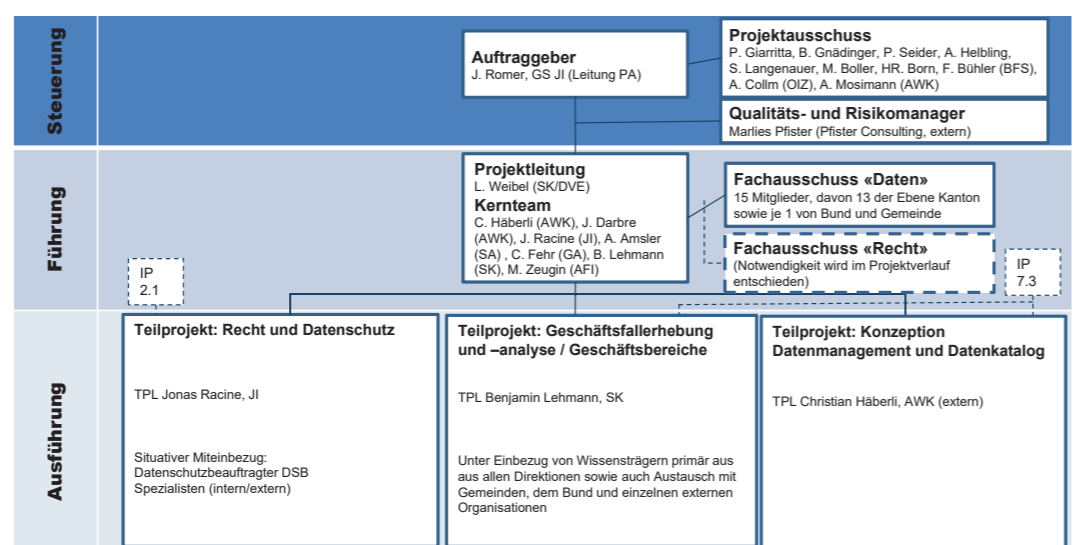 Steuerung
Auftraggeber
J. Romer, GS JI (Leitung PA)
Projektausschuss
P. Giarritta, B. Gnädinger, P. Seider, A. Helbling,
S. Langenauer, M. Boller, HR. Born, F. Bühler (BFS),
A. Collm (OIZ), A. Mosimann (AWK)
Qualitäts- und Risikomanager
Marlies Pfister (Pfister Consulting, extern)
Führung
Projektleitung
L. Weibel (SK/DVE)
Kernteam
C. Häberli (AWK), J. Darbre
(AWK), J. Racine (JI), A. Amsler
(SA) , C. Fehr (GA), B. Lehmann
(SK), M. Zeugin (AFI)
Fachausschuss «Daten»
15 Mitglieder, davon 13 der Ebene Kanton
sowie je 1 von Bund und Gemeinde
Fachausschuss «Recht»
(Notwendigkeit wird im Projektverlauf
entschieden)
IP
2.1
IP
7.3
Ausführung
Teilprojekt: Recht und Datenschutz
TPL Jonas Racine, JI
Situativer Miteinbezug:
Datenschutzbeauftragter DSB
Spezialisten (intern/extern)
Teilprojekt: Geschäftsfallerhebung
und –analyse / Geschäftsbereiche
TPL Benjamin Lehmann, SK
Unter Einbezug von Wissensträgern primär aus
aus allen Direktionen sowie auch Austausch mit
Gemeinden, dem Bund und einzelnen externen
Organisationen
Teilprojekt: Konzeption
Datenmanagement und Datenkatalog
TPL Christian Häberli, AWK (extern)